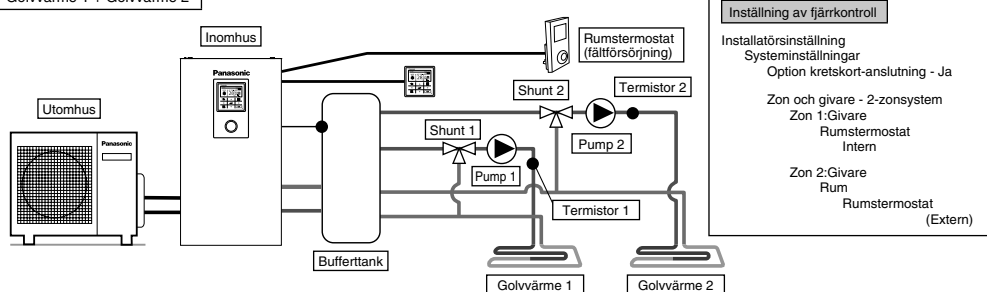 Golvvärme 1 + Golvvärme 2
Inomhus
Panasonic
Utomhus
Panasonic
Rumstermostat
(fältförsörjning)
Shunt 2
Termistor 2
Shunt 1
Pump 2
Pump 1
Termistor 1
Bufferttank
Golvvärme 1
Golvvärme 2
Inställning av fjärrkontroll
Installatörsinställning
Systeminställningar
Option kretskort-anslutning - Ja
Zon och givare - 2-zonsystem
Zon 1:Givare
Rumstermostat
Intern
Zon 2:Givare
Rum
Rumstermostat
(Extern)